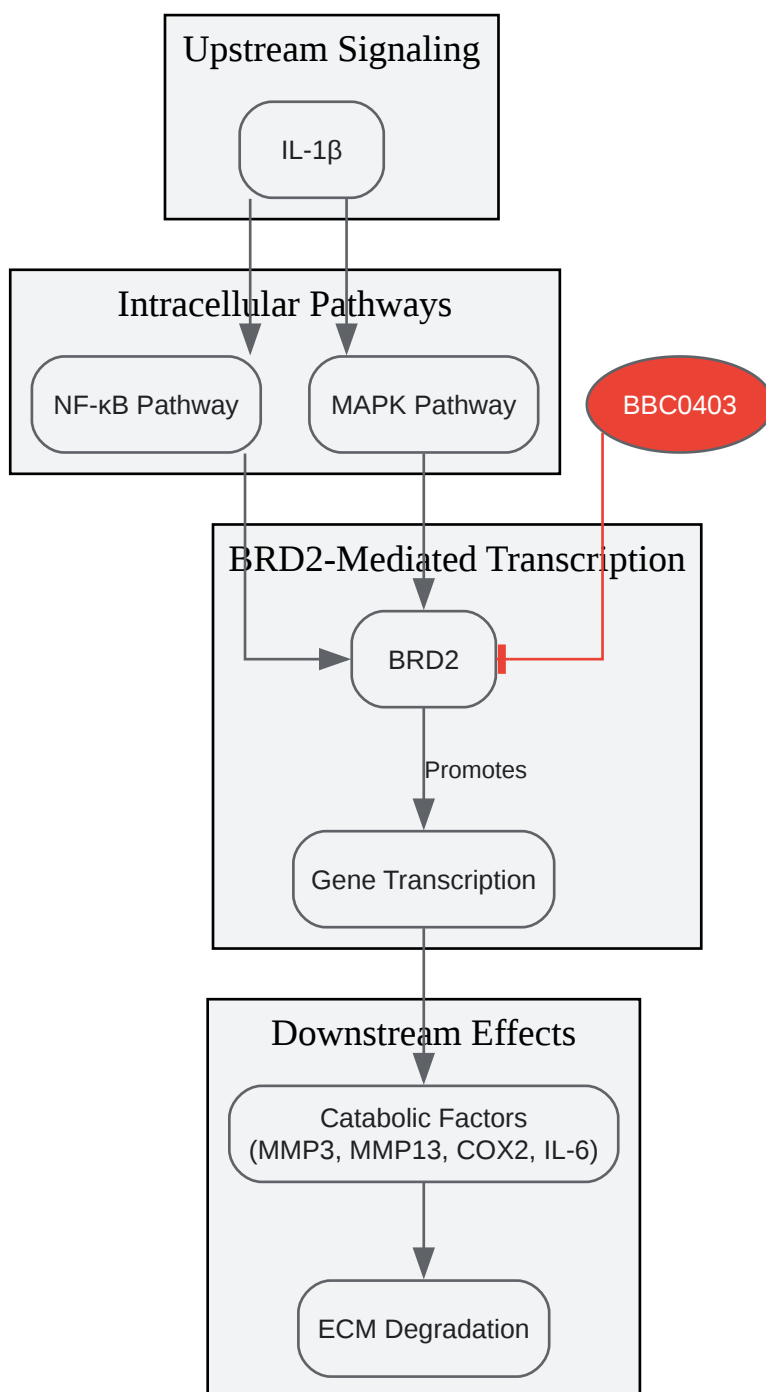 Upstream Signaling
IL-1β
Intracellular Pathways
NF-κB Pathway
MAPK Pathway
BBC0403
BRD2-Mediated Transcription
BRD2
Promotes
Gene Transcription
Downstream Effects
Catabolic Factors
(MMP3, MMP13, COX2, IL-6)
ECM Degradation